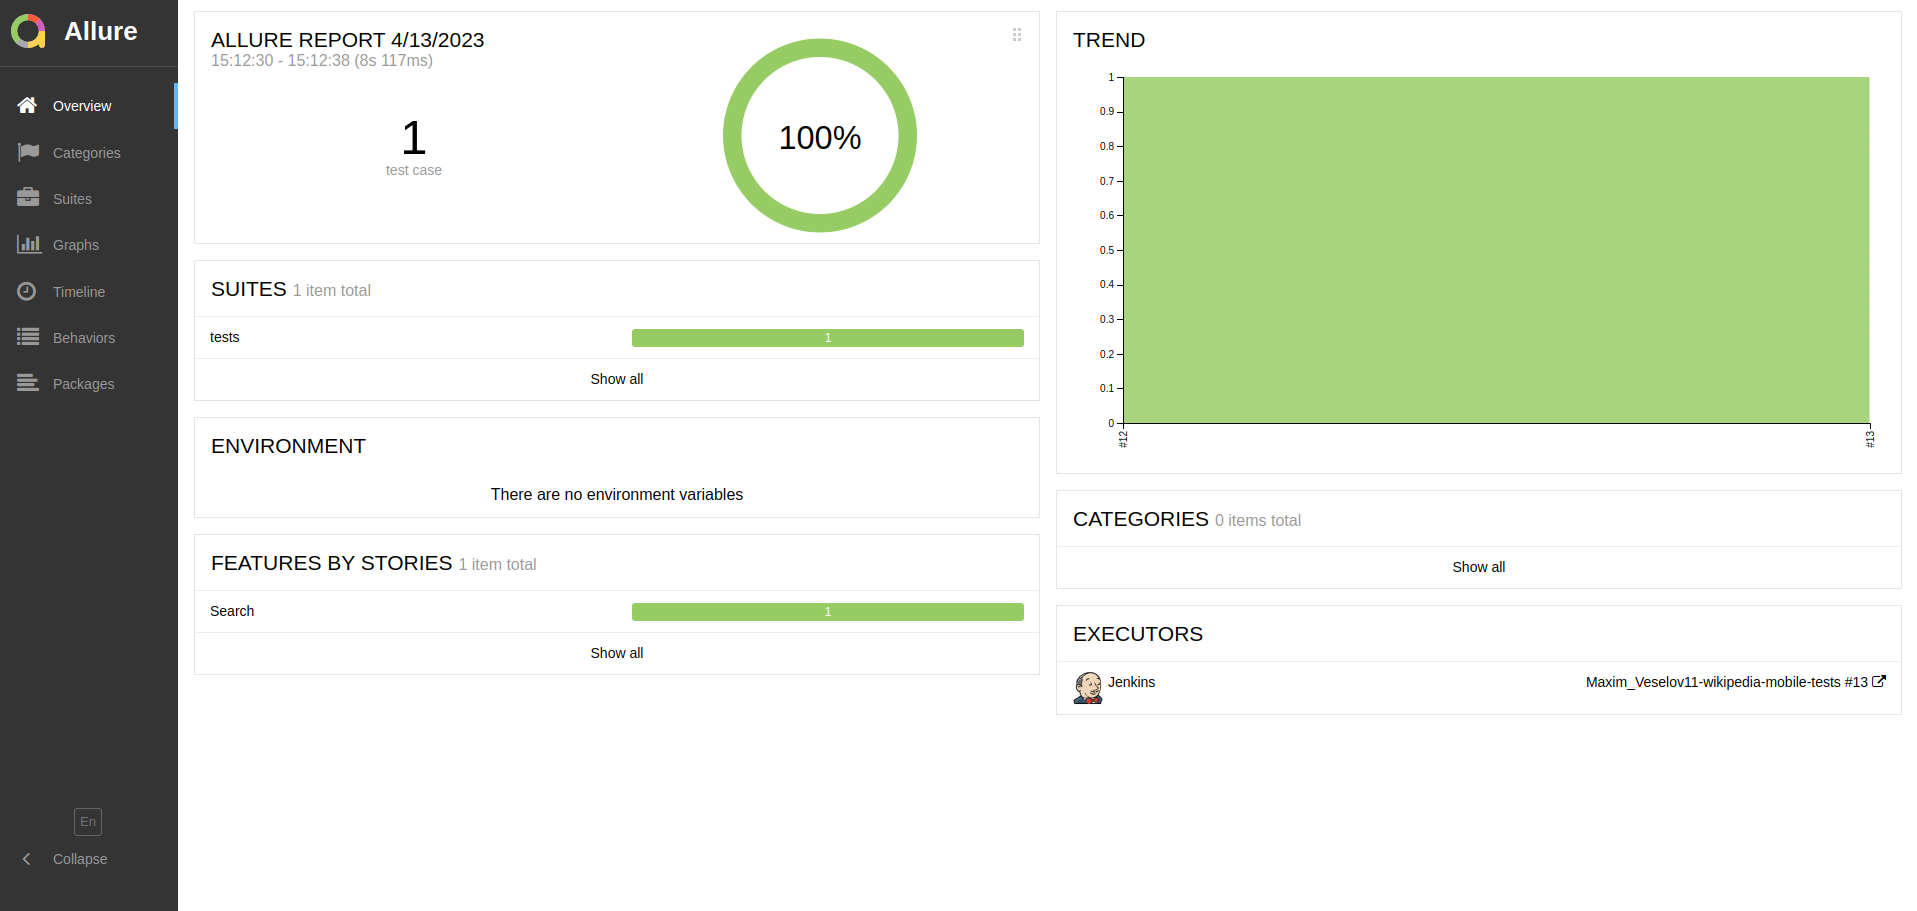 Allure
Overview
Categories
Suites
Graphs
Timeline
Behaviors
Packages
En
Collapse
ALLURE REPORT 4/13/2023
15:12:30 - 15:12:38 (8s 117ms)
1
test case
100%
SUITES 1 item total
tests 1
Show all
ENVIRONMENT
There are no environment variables
FEATURES BY STORIES 1 item total
Search 1
Show all
TREND
1
0.9
0.8
0.7
0.6
0.5
0.4
0.3
0.2
0.1
0
#12
#13
CATEGORIES 0 items total
Show all
EXECUTORS
Jenkins Maxim_Veselov11-wikipedia-mobile-tests #13